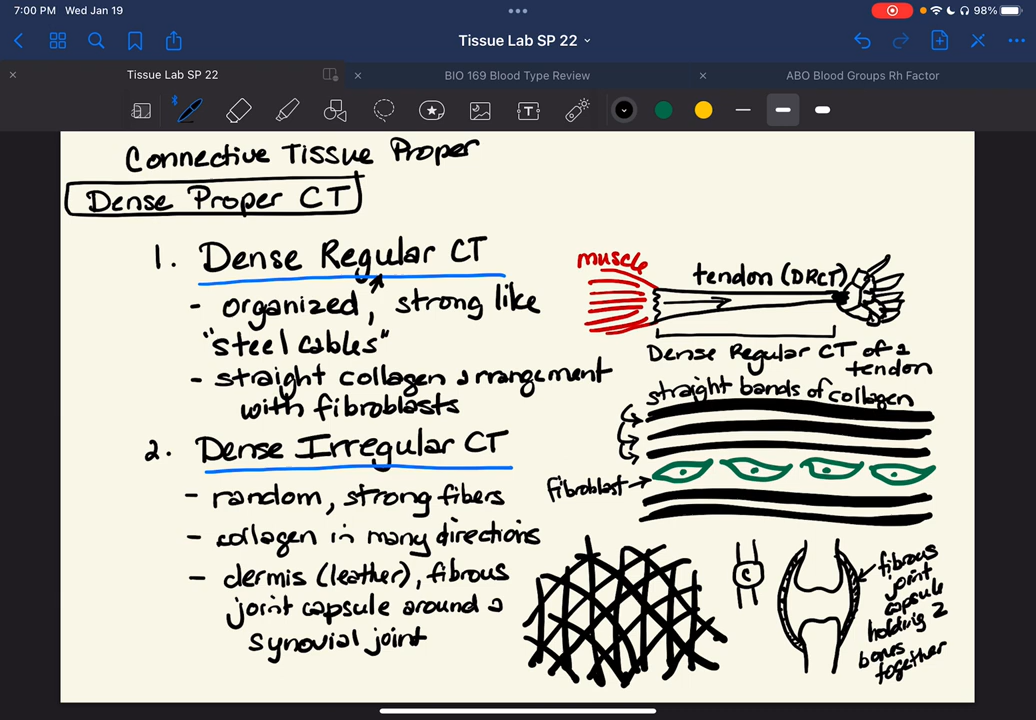 7:00 PM Wed Jan 19
98%
Tissue Lab SP 22
Tissue Lab SP 22
BIO 169 Blood Type Review
ABO Blood Groups Rh Factor
T
Connective Tissue Proper
Dense Proper CT
1. Dense Regular CT
- organized, strong like
"steel cables"
- straight collagen arrangement
with fibroblasts
2. Dense Irregular CT
- random, strong fibers
- collagen in many directions
- dermis (leather), fibrous
joint capsule around a
synovial joint
muscle
tendon (DRCT)
Dense Regular CT of a
tendon
straight bands of collagen
fibroblast
C
fibrous
joint
capsule
holding 2
bones
together